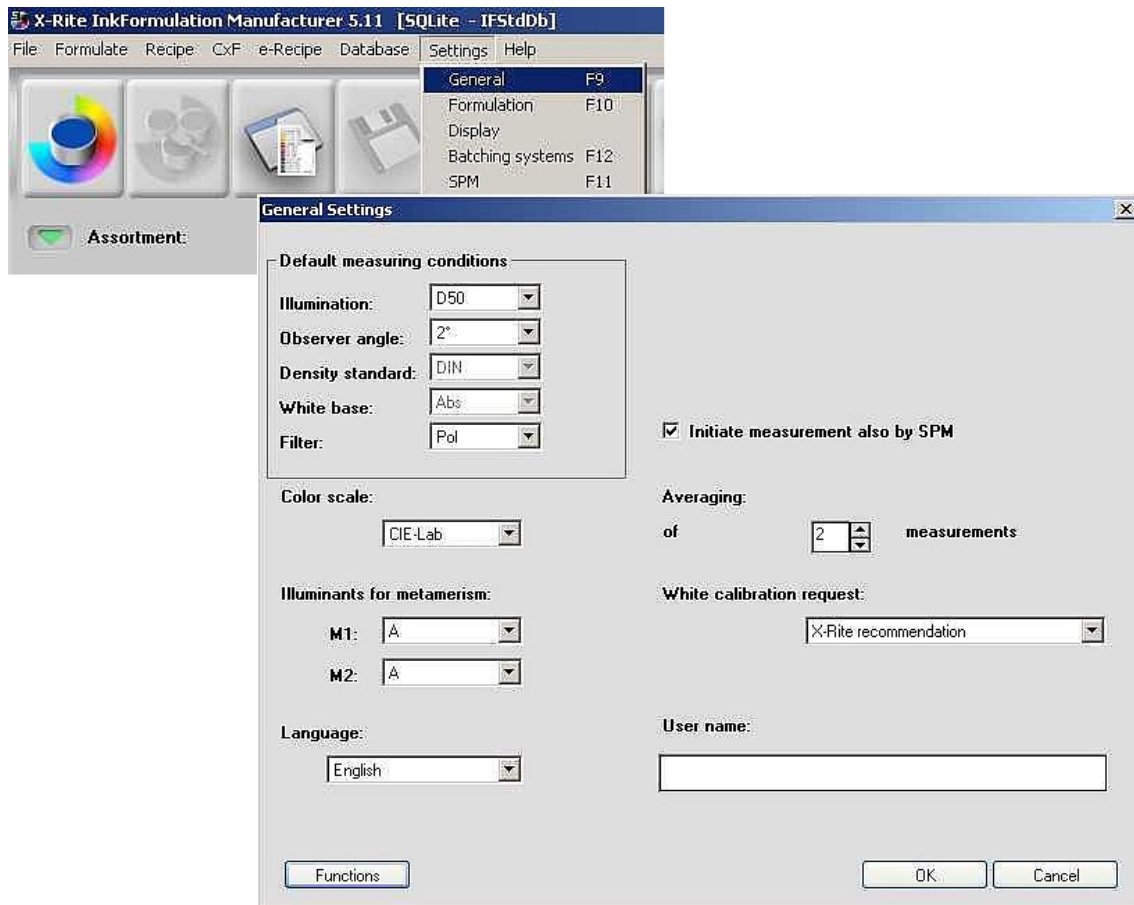 X-Rite InkFormulation Manufacturer 5.11 [SQLite - IFStdDb]
File Formulate Recipe CxF e-Recipe Database Settings Help
General F9
Formulation F10
Display
Batching systems F12
SPM F11
Assortment:
General Settings
Default measuring conditions
Illumination: D50
Observer angle: 2°
Density standard: DIN
White base: Abs
Filter: Pol
Initiate measurement also by SPM
Color scale:
CIE-Lab
Averaging:
of 2 measurements
Illuminants for metamerism:
M1: A
M2: A
White calibration request:
X-Rite recommendation
Language:
English
User name:
Functions
OK
Cancel